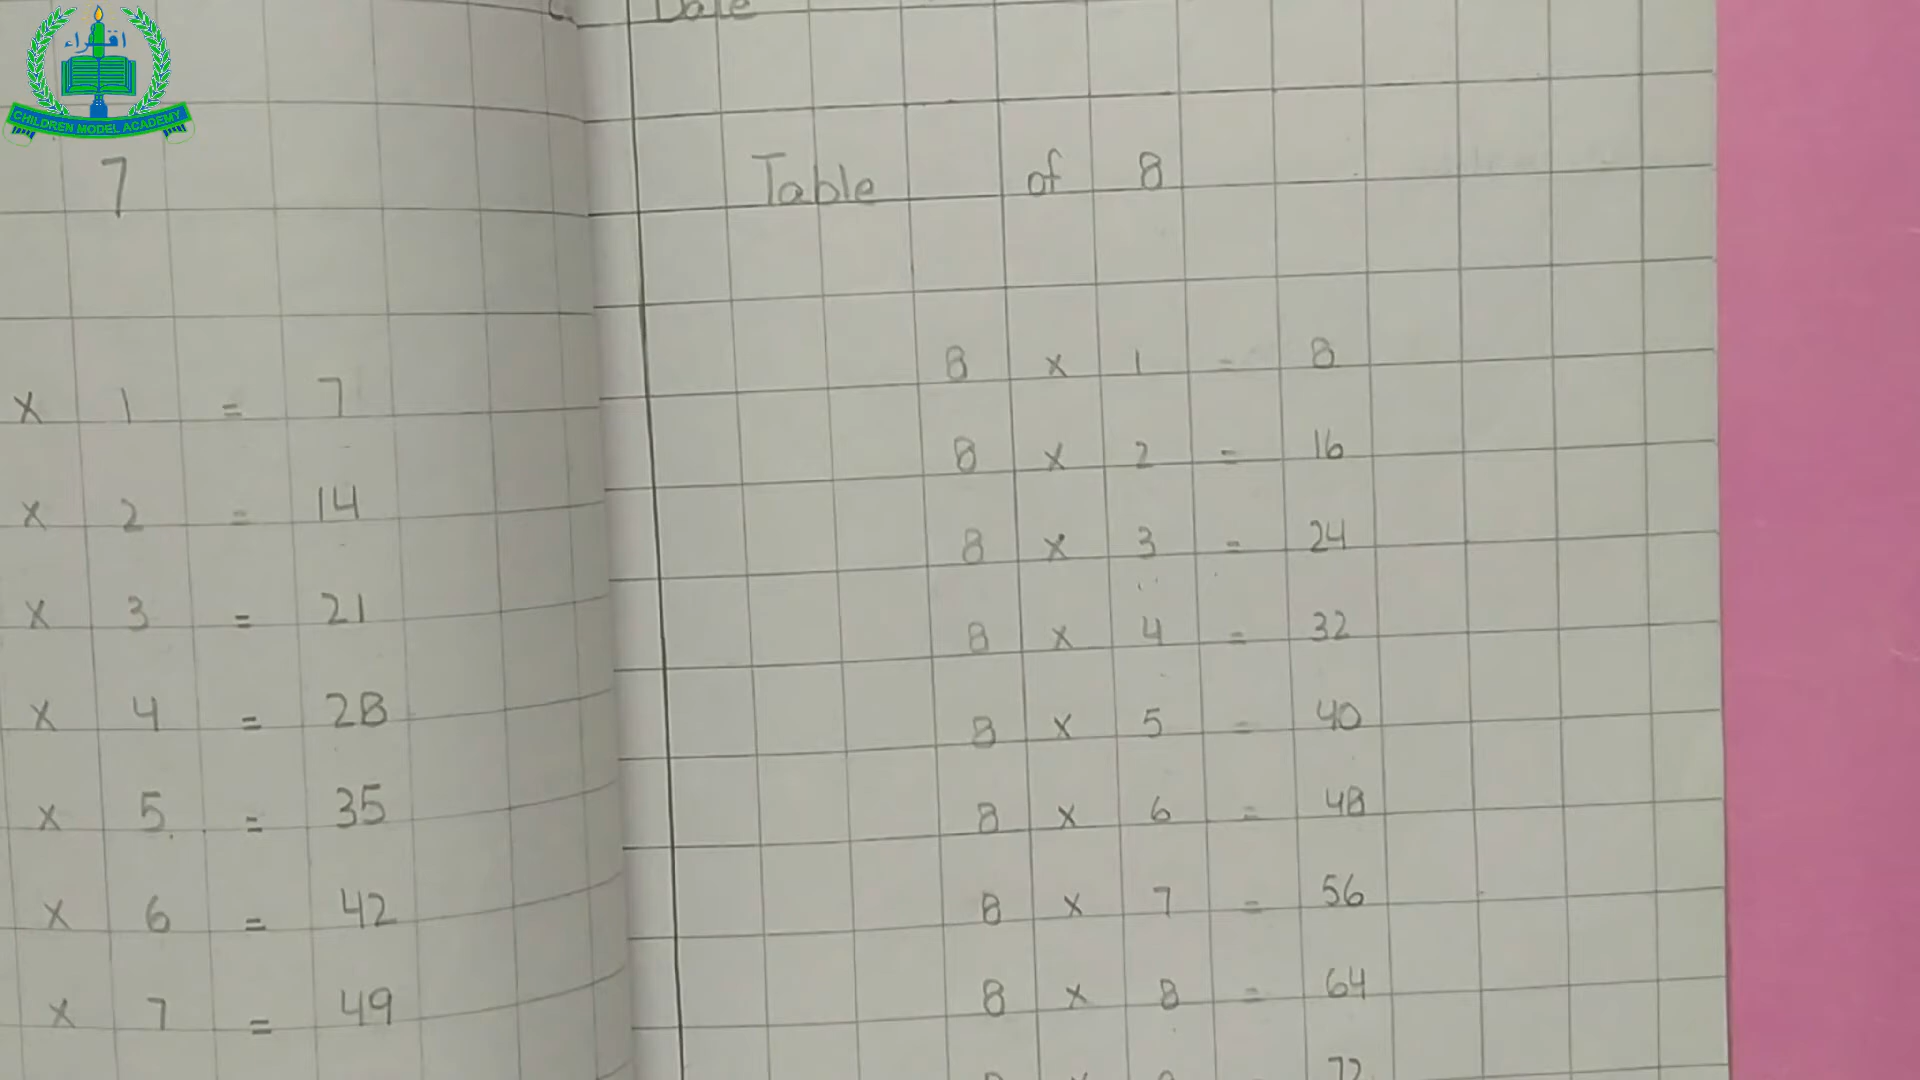 اقراء
CHILDREN MODEL ACADEMY
7
x 1 = 7
x 2 = 14
x 3 = 21
x 4 = 28
x 5 = 35
x 6 = 42
x 7 = 49
Date
Table of 8
8 x 1 = 8
8 x 2 = 16
8 x 3 = 24
8 x 4 = 32
8 x 5 = 40
8 x 6 = 48
8 x 7 = 56
8 x 8 = 64
72